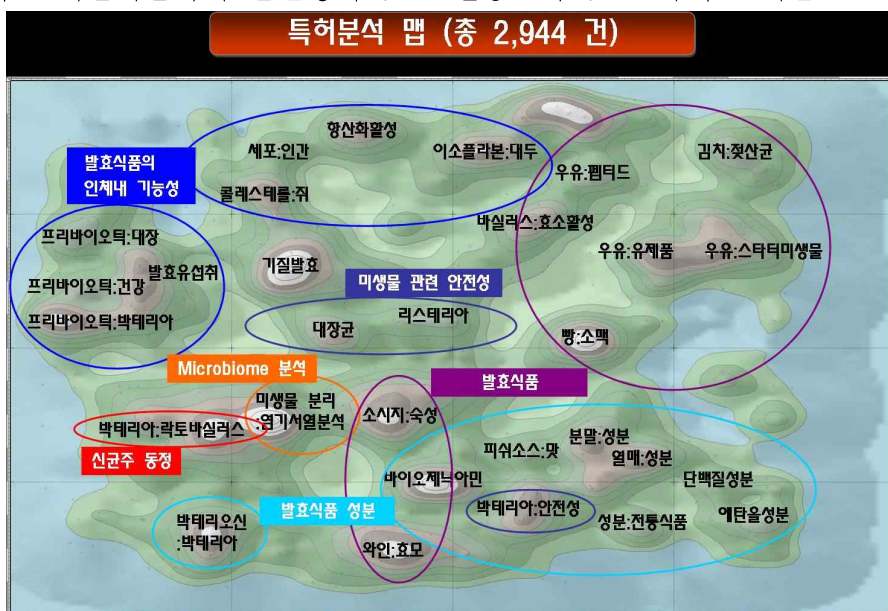 특허분석 맵 (총 2,944 건)
항산화활성
세포:인간
이소플라본:대두
김치:젖산균
발효식품의
인체내 기능성
우유:펩터드
콜레스테롤:쥐
바실러스:효소활성
프리바이오틱:대장
우유:유제품
우유:스타터미생물
발효유섭취
기질발효
프리바이오틱:건강
미생물 관련 안전성
프리바이오틱:박테리아
리스테리아
대장균
빵:소맥
Microbiome 분석
발효식품
미생물 분리
:염기서열분석
소시지:숙성
박테리아:락토바실러스
분말:성분
피쉬소스:맛
열매:성분
신균주 동정
바이오제닉아민
단백질성분
발효식품 성분
박테리아:안전성
에탄올성분
박테리오신
:박테리아
성분:전통식품
와인:효모